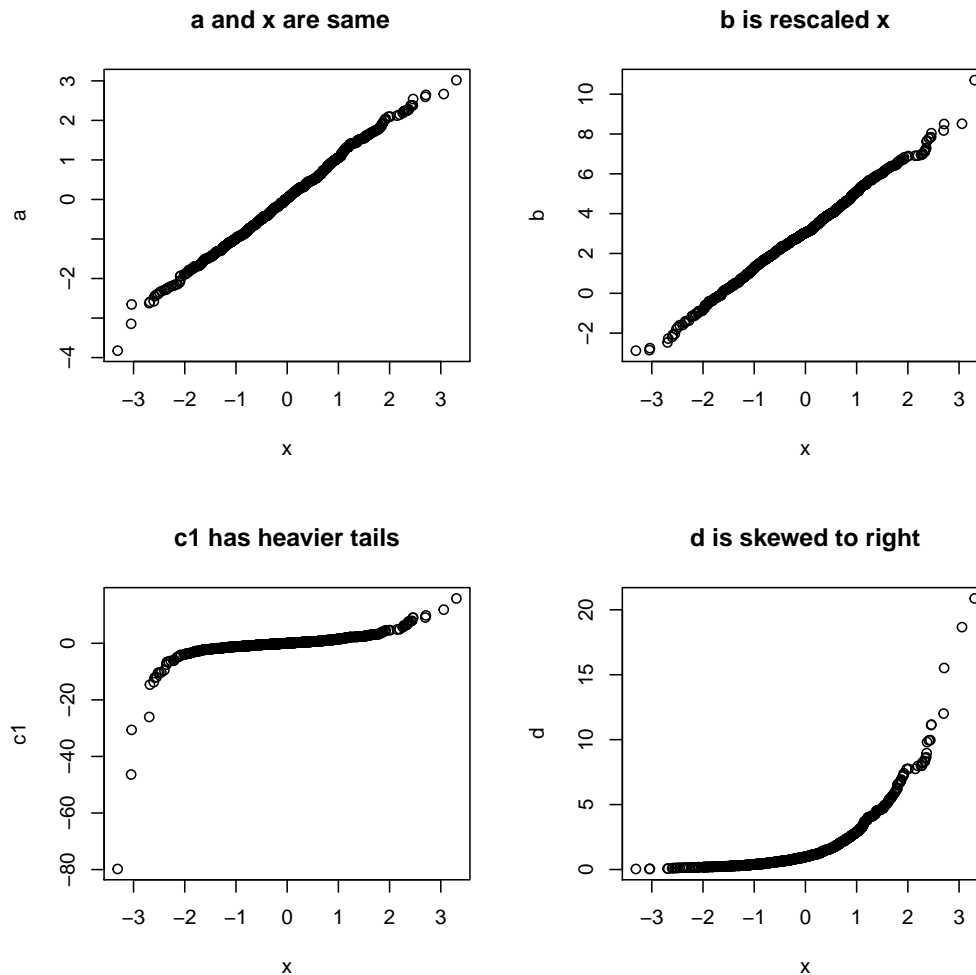 a and x are same
b is rescaled x
3
2
1
0
−2
−4
a
−3 −2 −1 0 1 2 3
x
10
8
6
4
2
0
−2
b
−3 −2 −1 0 1 2 3
x
c1 has heavier tails
d is skewed to right
0
−20
−40
−60
−80
c1
−3 −2 −1 0 1 2 3
x
20
15
10
5
0
d
−3 −2 −1 0 1 2 3
x